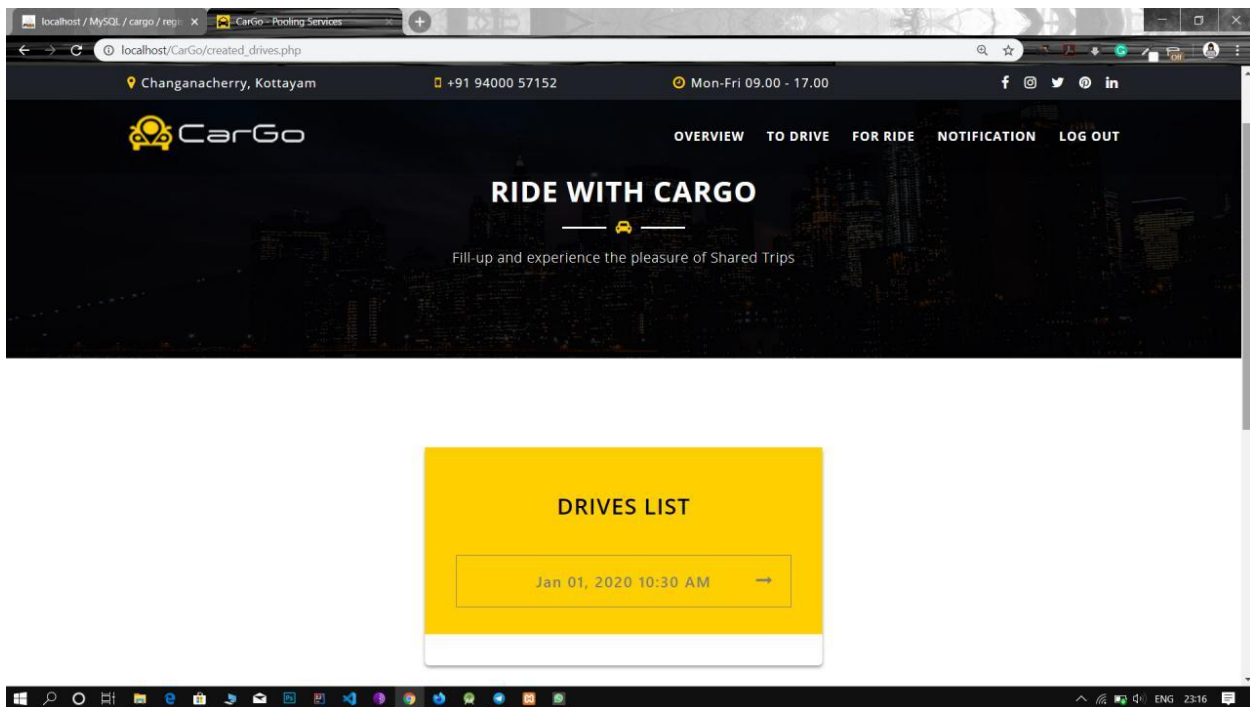 localhost / MySQL / cargo / regi
CarGo - Pooling Services
localhost/CarGo/created_drives.php
Off
Changanacherry, Kottayam
+91 94000 57152
Mon-Fri 09.00 - 17.00
CarGo
OVERVIEW TO DRIVE FOR RIDE NOTIFICATION LOG OUT
RIDE WITH CARGO
Fill-up and experience the pleasure of Shared Trips
DRIVES LIST
Jan 01, 2020 10:30 AM
ENG 23:16